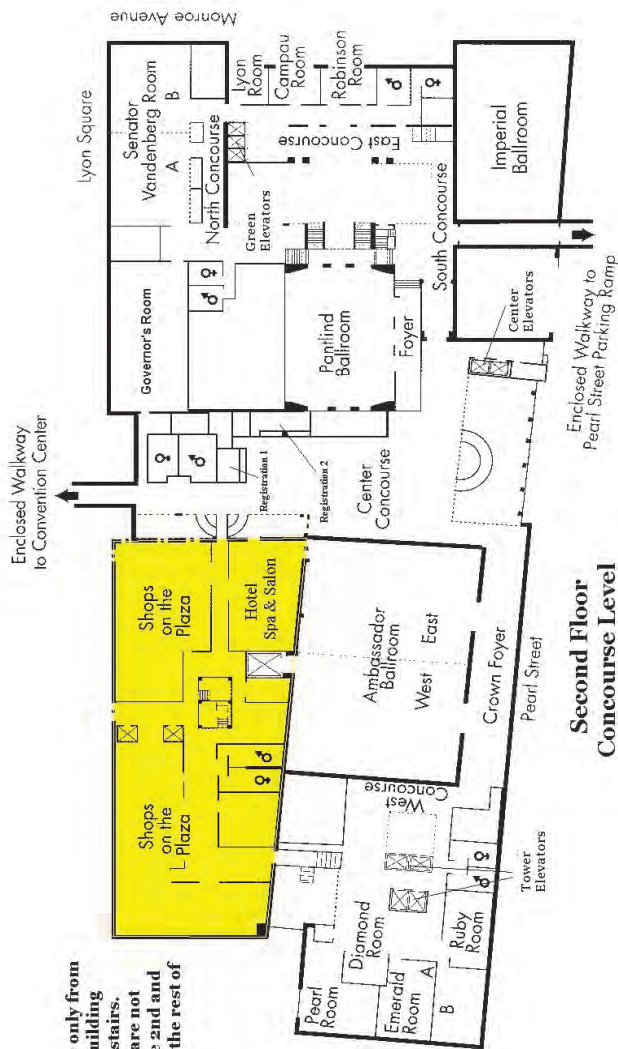 Monroe Avenue
Lyon Square
Senator
Vandenberg Room
A
B
North Concourse
Lyon
Room
Campau
Room
Robinson
Room
East Concourse
Green
Elevators
Imperial
Ballroom
South Concourse
Governor's Room
Pantlind
Ballroom
Foyer
Center
Elevators
Enclosed Walkway to
Pearl Street Parking Ramp
Enclosed Walkway
to Convention Center
Registration 1
Registration 2
Center
Concourse
Shops
on the
Plaza
Hotel
Spa & Salon
Shops
on the
Plaza
Ambassador
Ballroom
West
East
Crown Foyer
Pearl Street
West
Concourse
Tower
Elevators
Diamond
Room
Ruby
Room
Pearl
Room
Emerald
Room
A
B
Second Floor
Concourse Level
only from
uilding
stairs.
are not
e 2nd and
the rest of